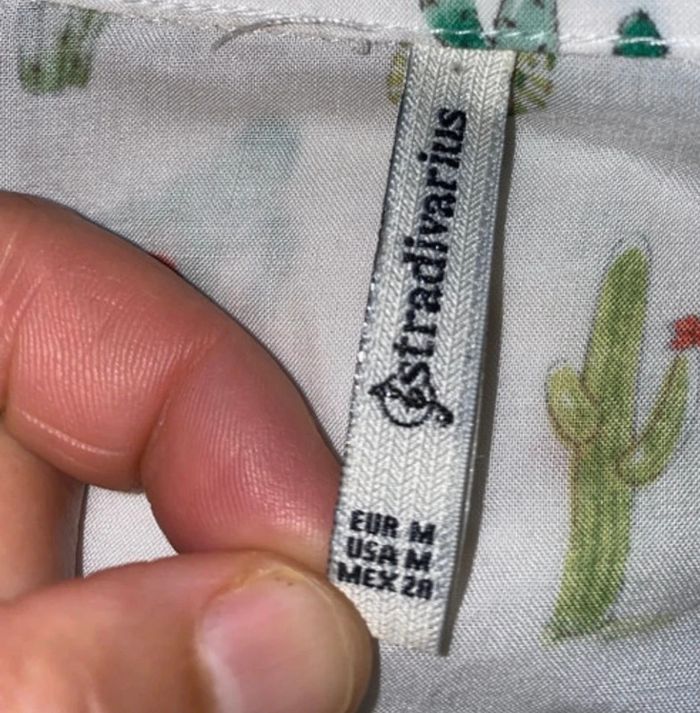 stradivarius
EUR M
USA M
MEX 28